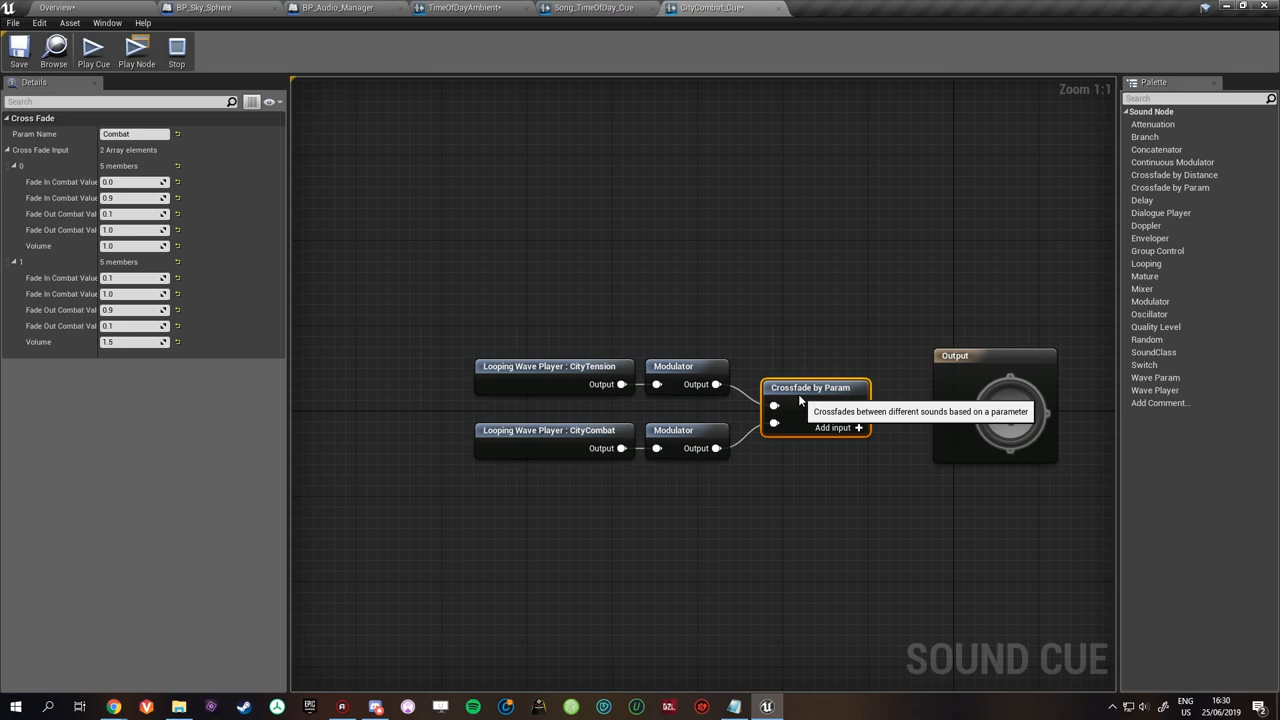 Overview*
BP_Sky_Sphere
BP_Audio_Manager
TimeOfDayAmbient*
Song_TimeOfDay_Cue
CityCombat_Cue*
File Edit Asset Window Help
Save Browse Play Cue Play Node Stop
Details
Search
Cross Fade
Param Name Combat
Cross Fade Input 2 Array elements
0 5 members
Fade In Combat Value 0.0
Fade In Combat Value 0.9
Fade Out Combat Val 0.1
Fade Out Combat Val 1.0
Volume 1.0
1 5 members
Fade In Combat Value 0.1
Fade In Combat Value 1.0
Fade Out Combat Val 0.9
Fade Out Combat Val 0.1
Volume 1.5
Zoom 1:1
Looping Wave Player : CityTension
Output
Modulator
Output
Looping Wave Player : CityCombat
Output
Modulator
Output
Crossfade by Param
Crossfades between different sounds based on a parameter
Add input
Output
SOUND CUE
Palette
Search
Sound Node
Attenuation
Branch
Concatenator
Continuous Modulator
Crossfade by Distance
Crossfade by Param
Delay
Dialogue Player
Doppler
Enveloper
Group Control
Looping
Mature
Mixer
Modulator
Oscillator
Quality Level
Random
SoundClass
Switch
Wave Param
Wave Player
Add Comment...
EPIC GAMES
DZL
ENG
US
16:30
25/06/2019
2